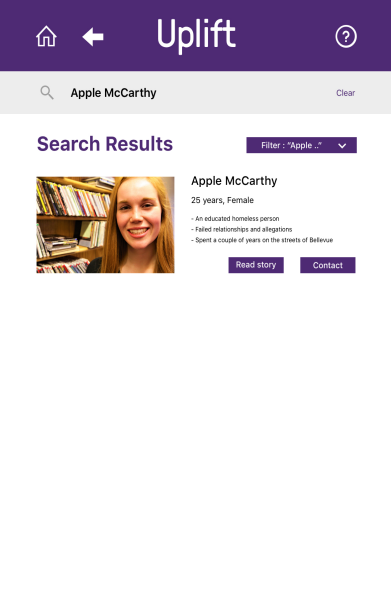 Uplift
?
Apple McCarthy
Clear
Search Results
Filter : "Apple .."
Apple McCarthy
25 years, Female
- An educated homeless person
- Failed relationships and allegations
- Spent a couple of years on the streets of Bellevue
Read story
Contact